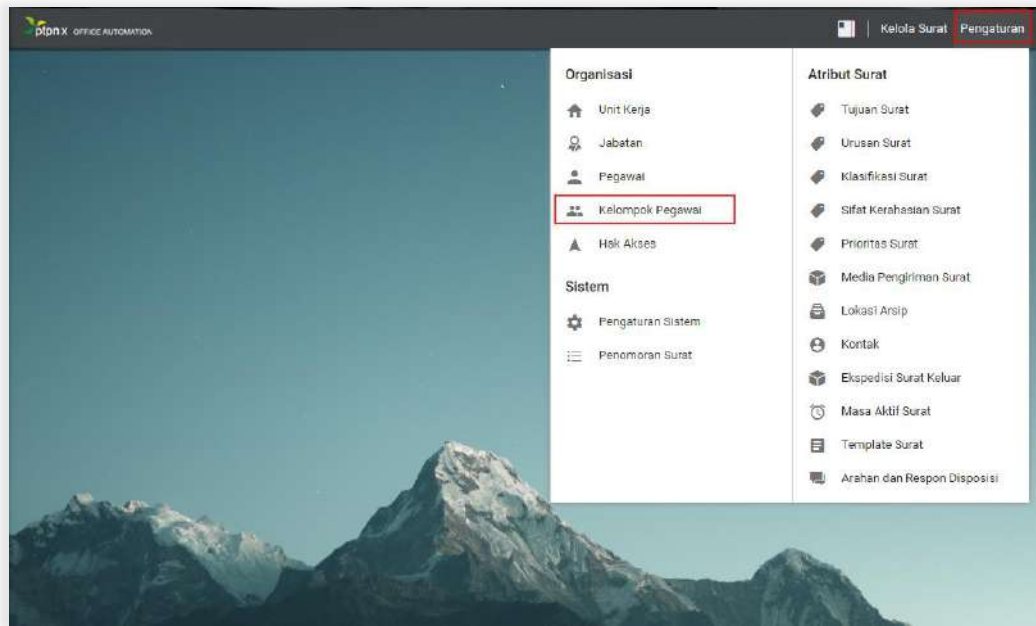 ptpn x OFFICE AUTOMATION
Kelola Surat Pengaturan
Organisasi
Unit Kerja
Jabatan
Pegawai
Kelompok Pegawai
Hak Akses
Sistem
Pengaturan Sistem
Penomoran Surat
Atribut Surat
Tujuan Surat
Urusan Surat
Klasifikasi Surat
Sifat Kerahasian Surat
Prioritas Surat
Media Pengiriman Surat
Lokasi Arsip
Kontak
Ekspedisi Surat Keluar
Masa Aktif Surat
Template Surat
Arahan dan Respon Disposisi